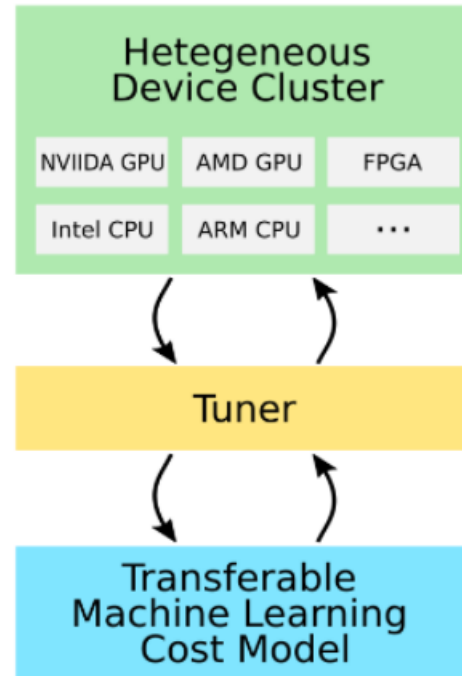 Hetegeneous
Device Cluster
NVIIDA GPU AMD GPU FPGA
Intel CPU ARM CPU ...
Tuner
Transferable
Machine Learning
Cost Model